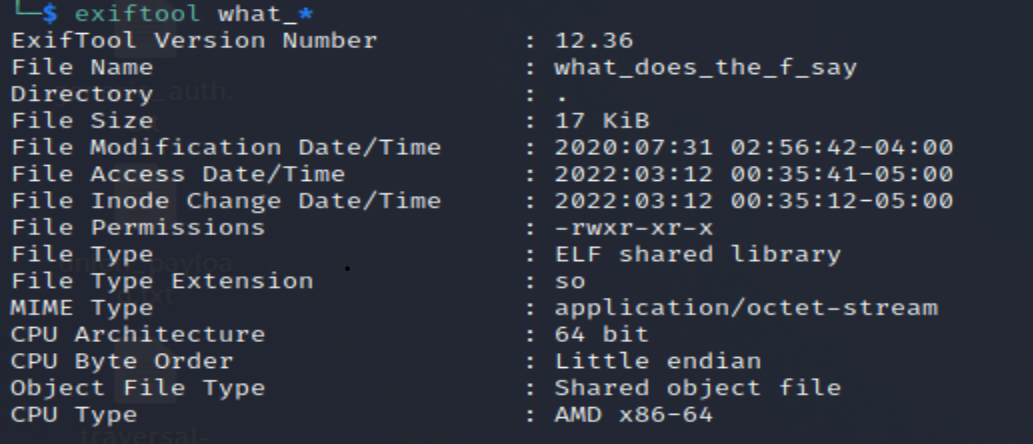 └─$ exiftool what_*
ExifTool Version Number : 12.36
File Name : what_does_the_f_say
Directory : .
File Size : 17 KiB
File Modification Date/Time : 2020:07:31 02:56:42-04:00
File Access Date/Time : 2022:03:12 00:35:41-05:00
File Inode Change Date/Time : 2022:03:12 00:35:12-05:00
File Permissions : -rwxr-xr-x
File Type : ELF shared library
File Type Extension : so
MIME Type : application/octet-stream
CPU Architecture : 64 bit
CPU Byte Order : Little endian
Object File Type : Shared object file
CPU Type : AMD x86-64
traversal-